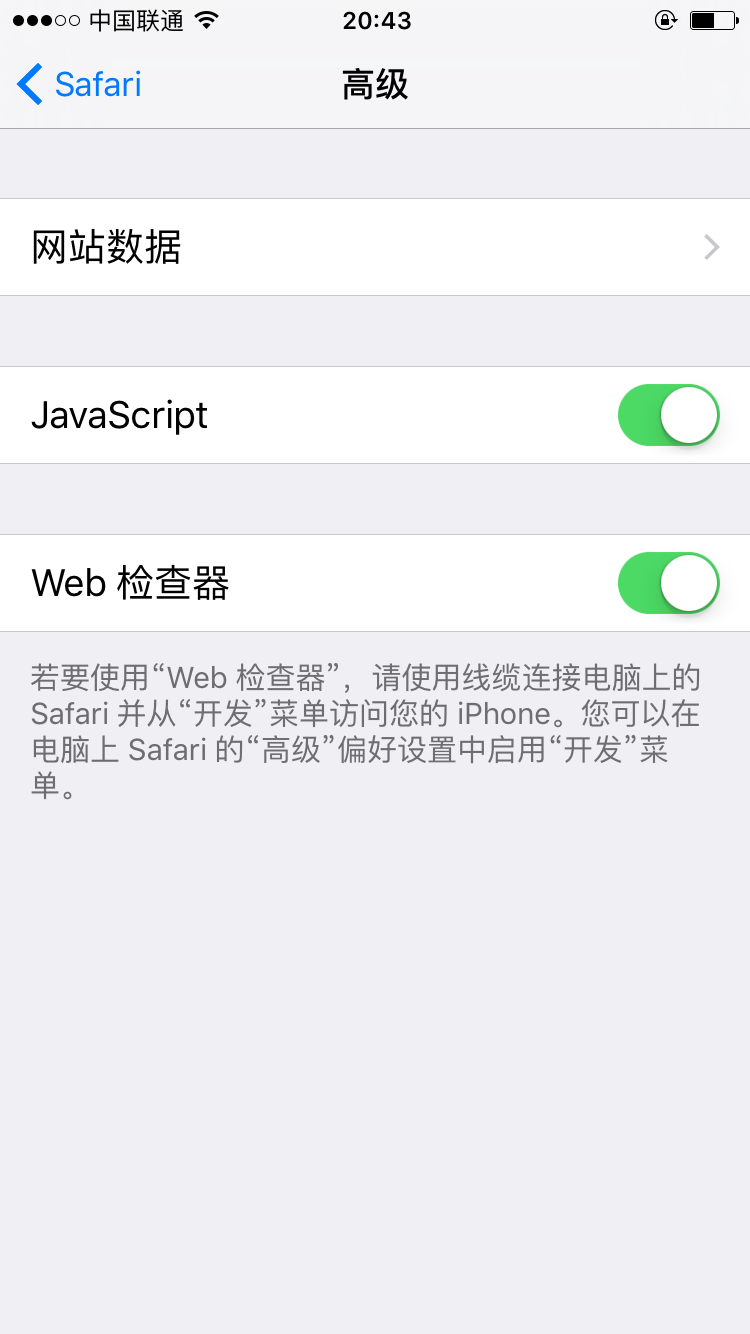 中国联通 20:43
Safari 高级
网站数据
JavaScript
Web 检查器
若要使用“Web 检查器”，请使用线缆连接电脑上的
Safari 并从“开发”菜单访问您的 iPhone。您可以在
电脑上 Safari 的“高级”偏好设置中启用“开发”菜
单。